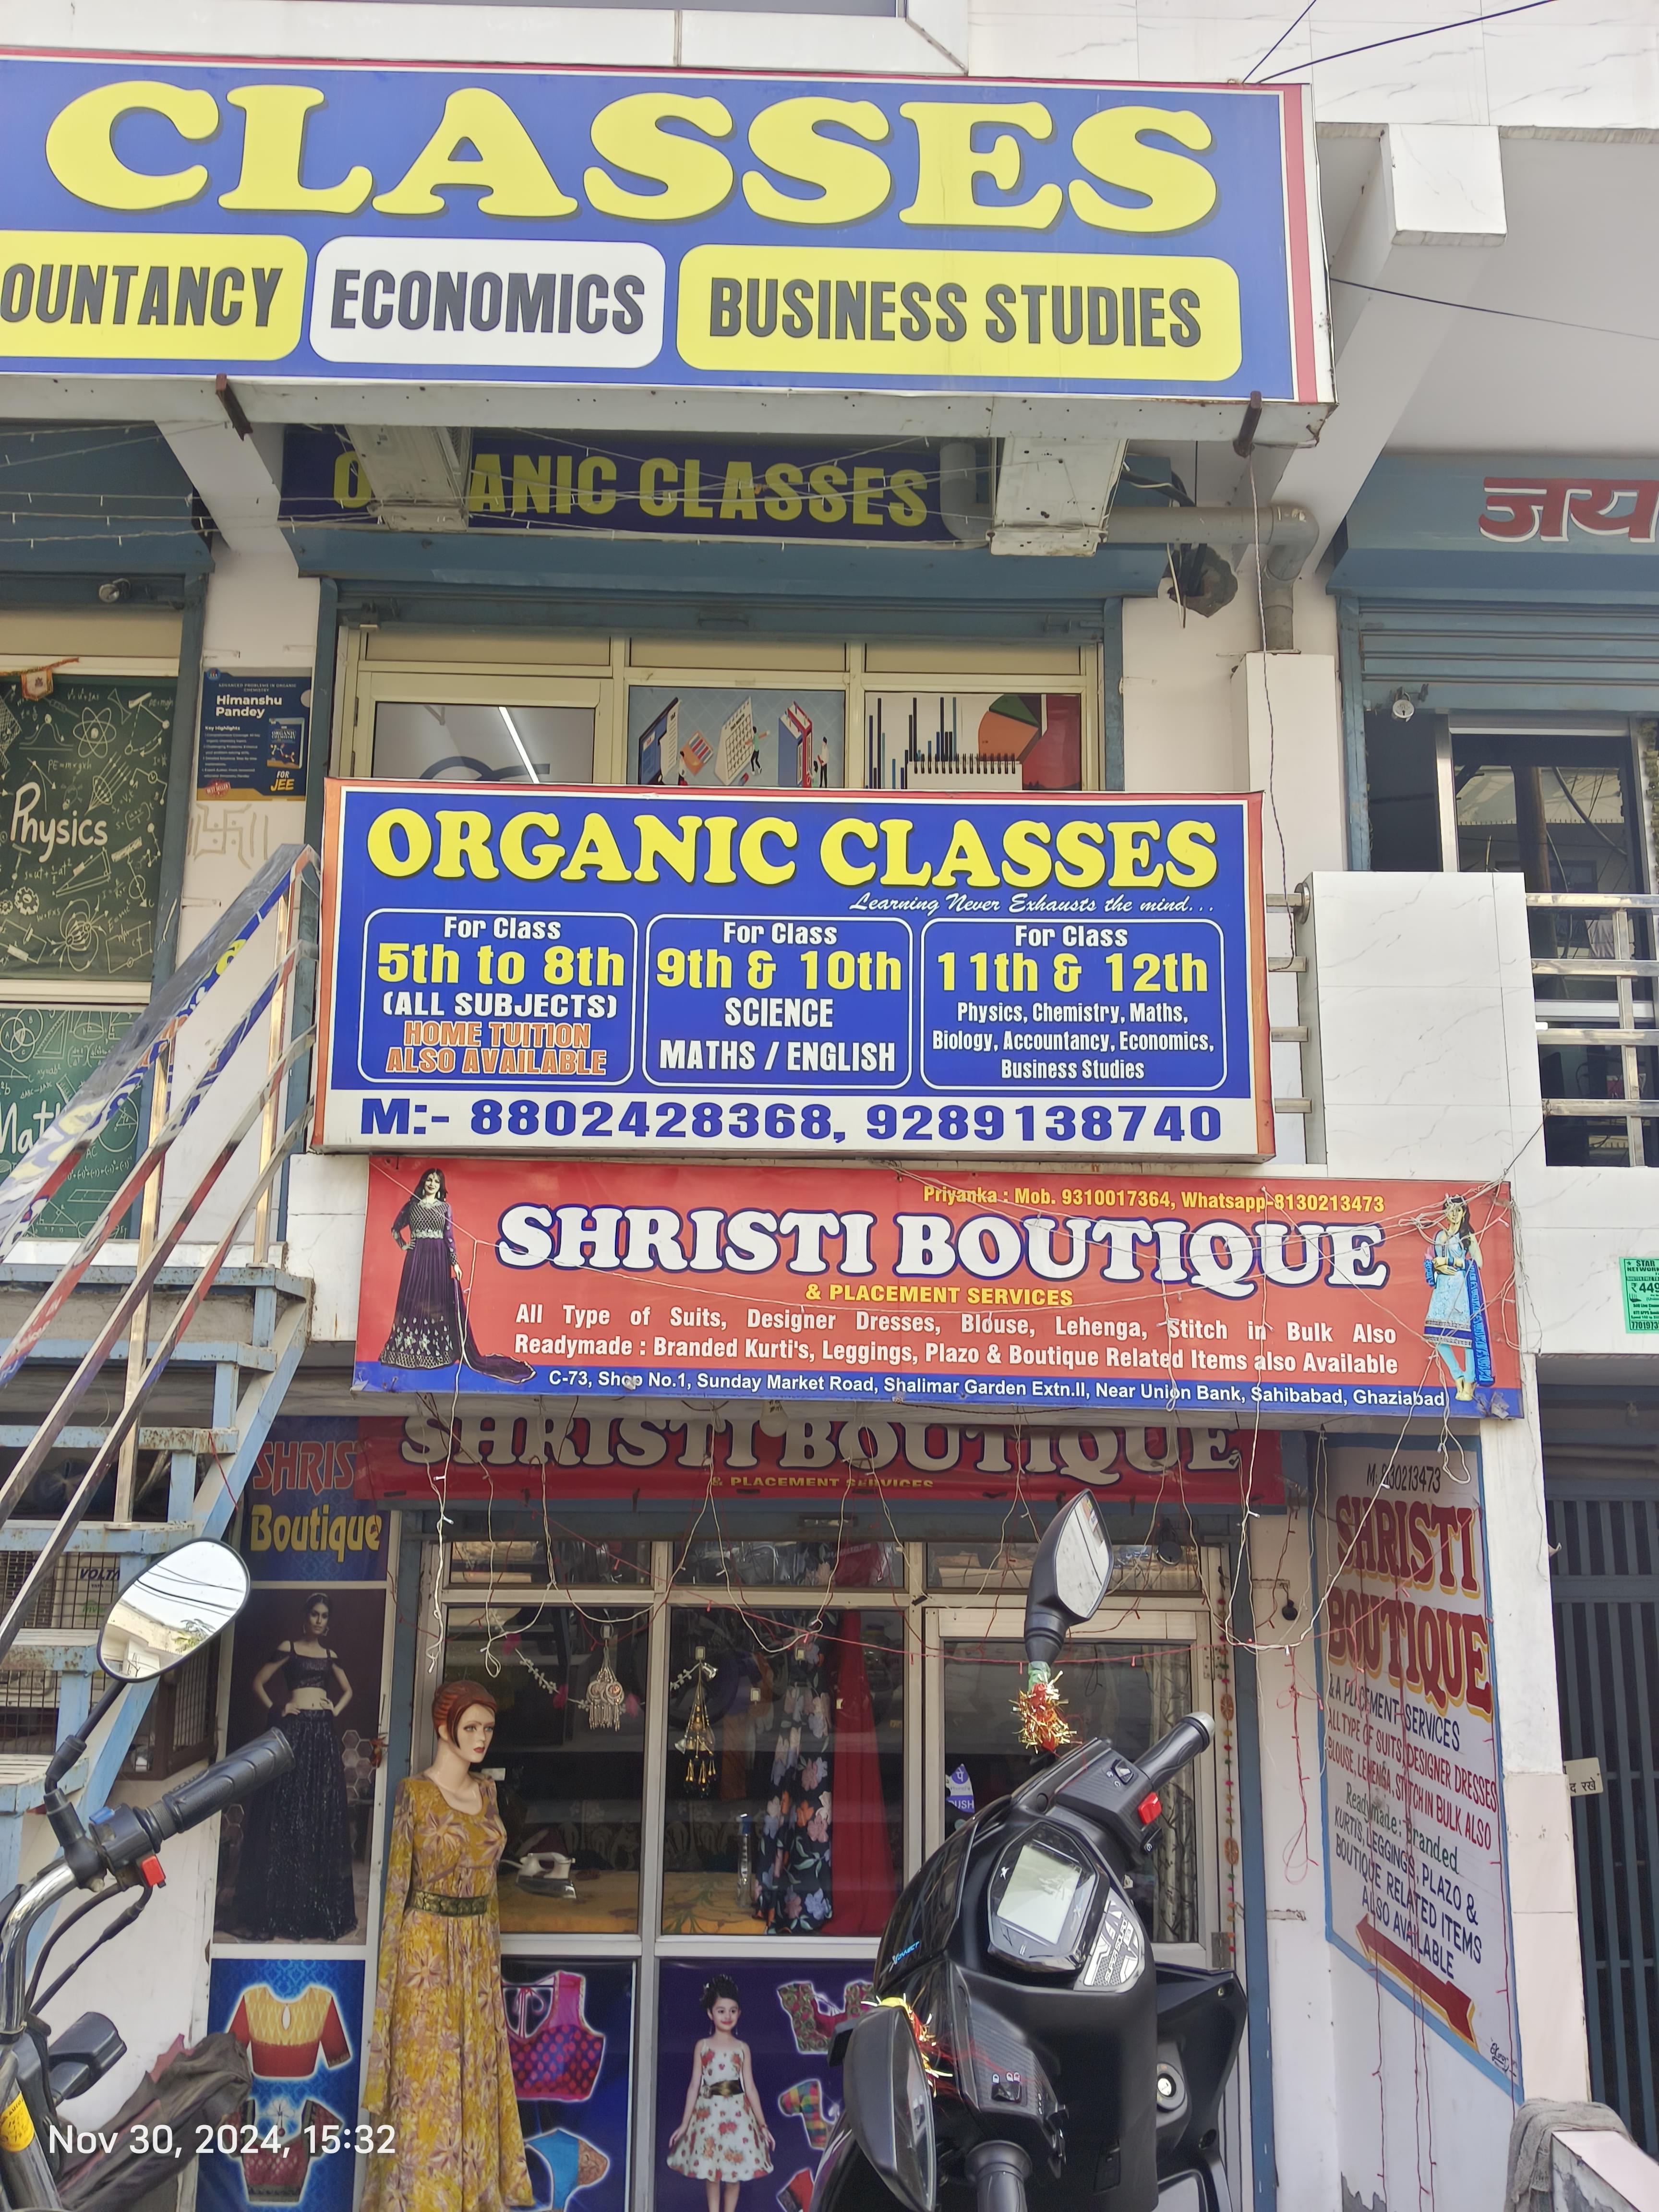 CLASSES
OUNTANCY
ECONOMICS
BUSINESS STUDIES
ANIC CLASSES
जय
Himanshu
Pandey
FOR
JEE
Physics
ORGANIC CLASSES
Learning Never Exhausts the mind...
For Class
5th to 8th
(ALL SUBJECTS)
HOME TUITION
ALSO AVAILABLE
For Class
9th & 10th
SCIENCE
MATHS / ENGLISH
For Class
11th & 12th
Physics, Chemistry, Maths,
Biology, Accountancy, Economics,
Business Studies
M:- 8802428368, 9289138740
Priyanka : Mob. 9310017364, Whatsapp-8130213473
SHRISTI BOUTIQUE
& PLACEMENT SERVICES
All Type of Suits, Designer Dresses, Blouse, Lehenga, Stitch in Bulk Also
Readymade : Branded Kurti's, Leggings, Plazo & Boutique Related Items also Available
C-73, Shop No.1, Sunday Market Road, Shalimar Garden Extn.II, Near Union Bank, Sahibabad, Ghaziabad
STAR
NETWORK
₹ 449
SHRISTI BOUTIQUE
& PLACEMENT SERVICES
SHRIS
Boutique
SHRISTI
BOUTIQUE
& A PLACEMENT SERVICES
ALL TYPE OF SUITS, DESIGNER DRESSES
BLOUSE, LEHENGA, STITCH IN BULK ALSO
Readymade: Branded
KURTIS, LEGGINGS, PLAZO &
BOUTIQUE RELATED ITEMS
ALSO AVAILABLE
Nov 30, 2024, 15:32